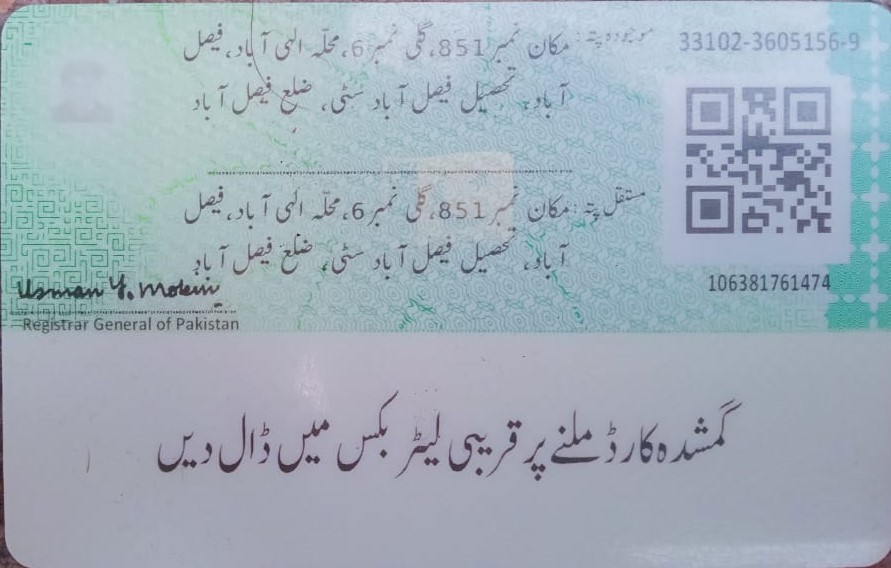 33102-3605156-9
موجودہ پتہ: مکان نمبر 851، گلی نمبر 6، محلّہ الہی آباد، فیصل
آباد، تحصیل فیصل آباد سٹی، ضلع فیصل آباد
مستقل پتہ: مکان نمبر 851، گلی نمبر 6، محلّہ الہی آباد، فیصل
آباد، تحصیل فیصل آباد سٹی، ضلع فیصل آباد
106381761474
Usman Y. Mobin
Registrar General of Pakistan
گمشدہ کارڈ ملنے پر قریبی لیٹر بکس میں ڈال دیں